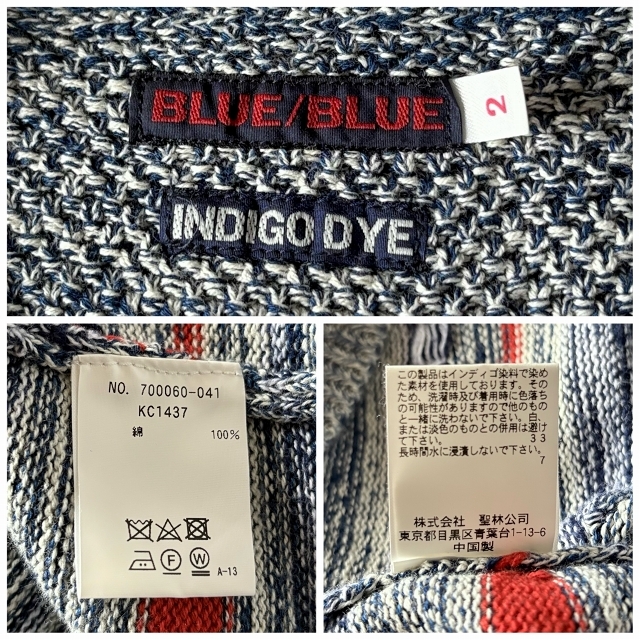 BLUE/BLUE
2
INDIGO DYE
NO. 700060-041
KC1437
綿 100%
F W
A-13
この製品はインディゴ染料で染め
た素材を使用しております。そ
のため、洗濯時及び着用時に色落ち
の可能性がありますので他のもの
と一緒に洗わないで下さい。白、
または淡色のものとの併用は避け
て下さい。 33
長時間水に浸漬しないで下さい。
7
株式会社 聖林公司
東京都目黒区青葉台1-13-6
中国製